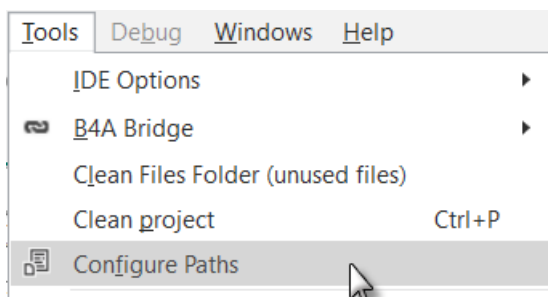 Tools Debug Windows Help
IDE Options
B4A Bridge
Clean Files Folder (unused files)
Clean project Ctrl+P
Configure Paths